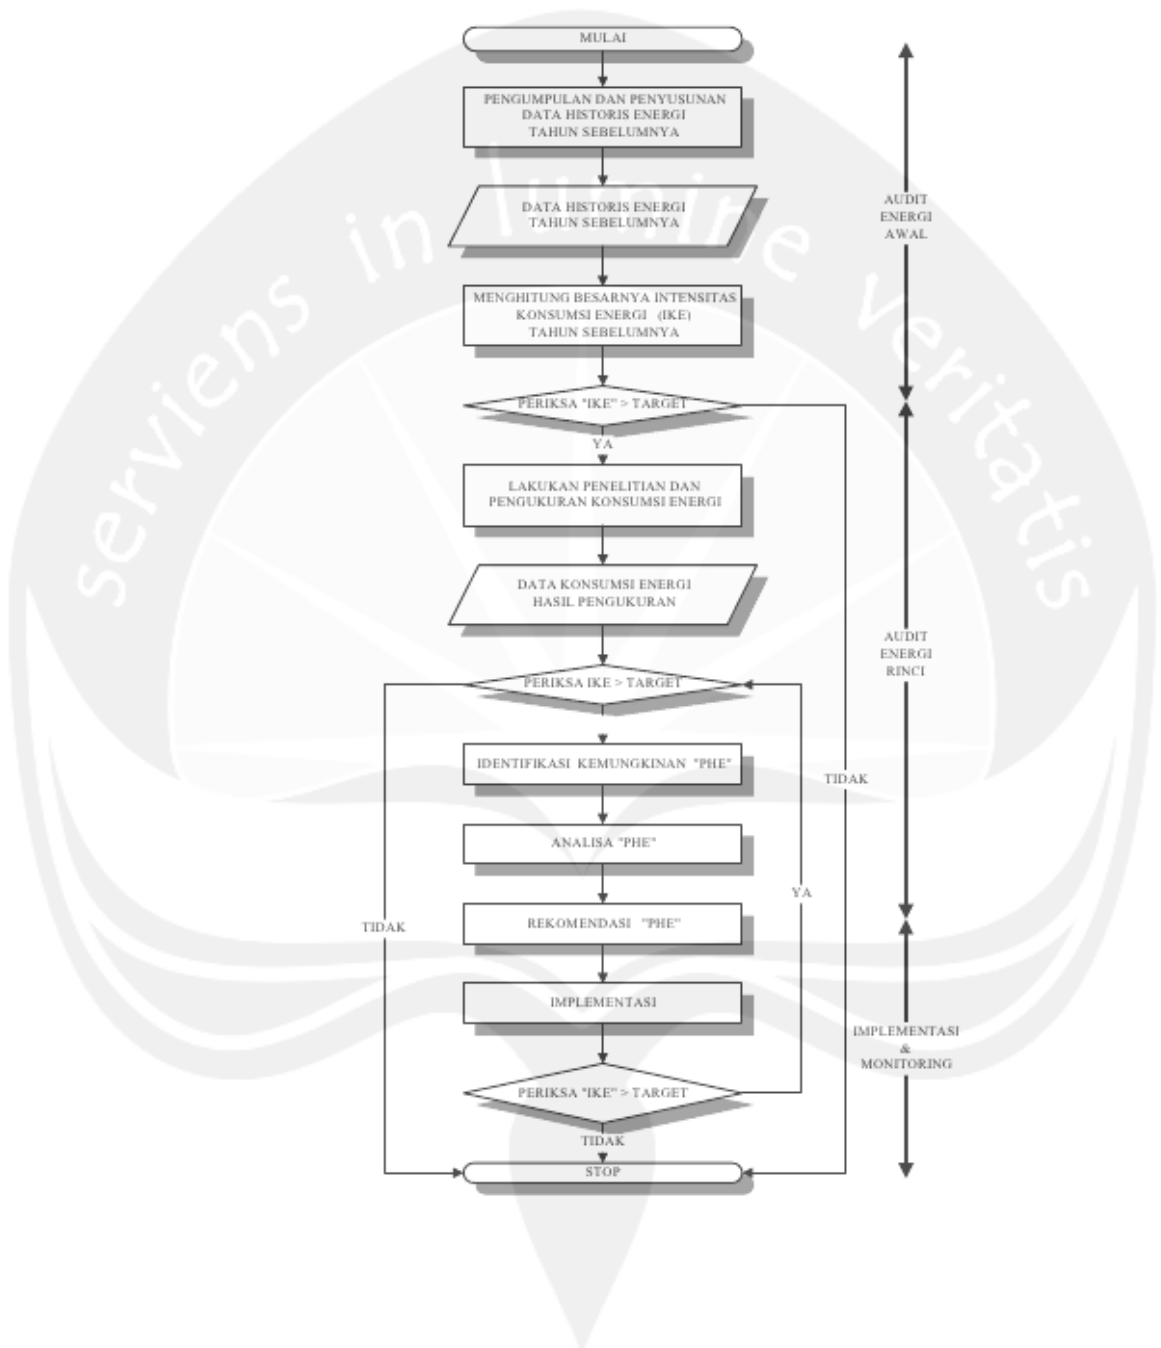 MULAI
PENGUMPULAN DAN PENYUSUNAN
DATA HISTORIS ENERGI
TAHUN SEBELUMNYA
DATA HISTORIS ENERGI
TAHUN SEBELUMNYA
AUDIT
ENERGI
AWAL
MENGHITUNG BESARNYA INTENSITAS
KONSUMSI ENERGI (IKE)
TAHUN SEBELUMNYA
PERIKSA "IKE" > TARGET
YA
LAKUKAN PENELITIAN DAN
PENGUKURAN KONSUMSI ENERGI
DATA KONSUMSI ENERGI
HASIL PENGUKURAN
AUDIT
ENERGI
RINCI
PERIKSA IKE > TARGET
IDENTIFIKASI KEMUNGKINAN "PHE"
TIDAK
ANALISA "PHE"
YA
TIDAK
REKOMENDASI "PHE"
IMPLEMENTASI
IMPLEMENTASI
&
MONITORING
PERIKSA "IKE" > TARGET
TIDAK
STOP
serviens in lumine veritatis